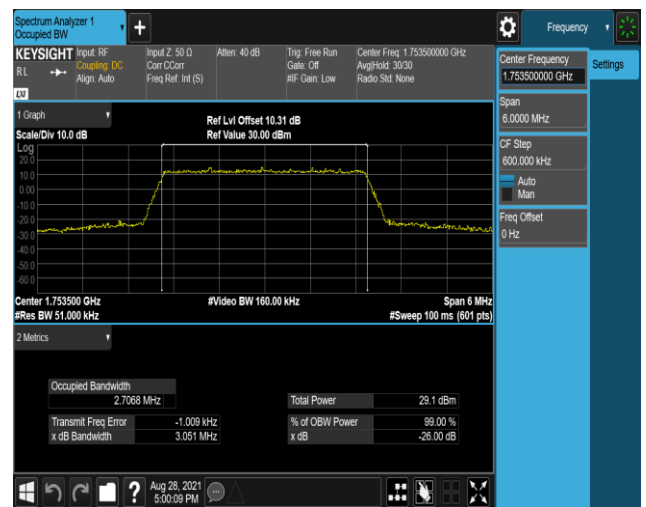 Spectrum Analyzer 1
Occupied BW
Frequency
KEYSIGHT
RL
LXI
Input: RF
Coupling: DC
Align: Auto
Input Z: 50 Ω
Corr CCorr
Freq Ref: Int (S)
Atten: 40 dB
Trig: Free Run
Gate: Off
#IF Gain: Low
Center Freq: 1.753500000 GHz
Avg|Hold: 30/30
Radio Std: None
Center Frequency
1.753500000 GHz
Settings
Span
6.0000 MHz
CF Step
600.000 kHz
Auto
Man
Freq Offset
0 Hz
1 Graph
Scale/Div 10.0 dB
Ref Lvl Offset 10.31 dB
Ref Value 30.00 dBm
Log
20.0
10.0
0.00
-10.0
-20.0
-30.0
-40.0
-50.0
-60.0
Center 1.753500 GHz
#Video BW 160.00 kHz
Span 6 MHz
#Res BW 51.000 kHz
#Sweep 100 ms (601 pts)
2 Metrics
Occupied Bandwidth
2.7068 MHz
Total Power 29.1 dBm
Transmit Freq Error -1.009 kHz
% of OBW Power 99.00 %
x dB Bandwidth 3.051 MHz
x dB -26.00 dB
?
Aug 28, 2021
5:00:09 PM